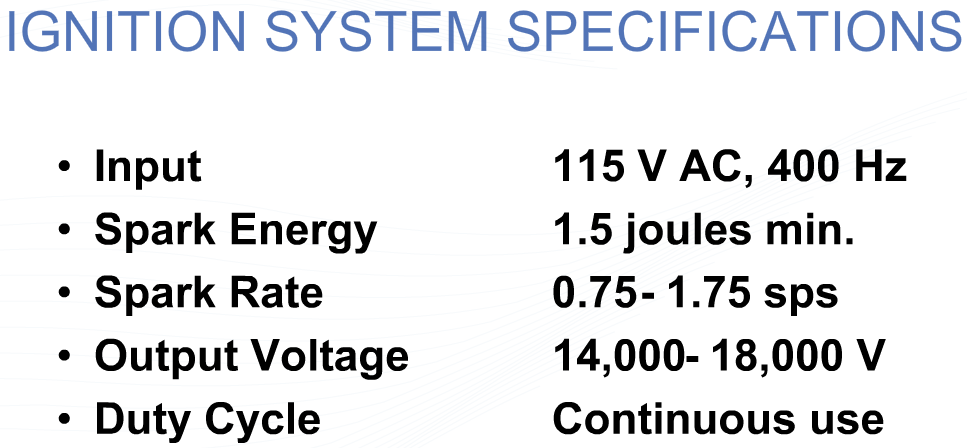 IGNITION SYSTEM SPECIFICATIONS
• Input 115 V AC, 400 Hz
• Spark Energy 1.5 joules min.
• Spark Rate 0.75- 1.75 sps
• Output Voltage 14,000- 18,000 V
• Duty Cycle Continuous use